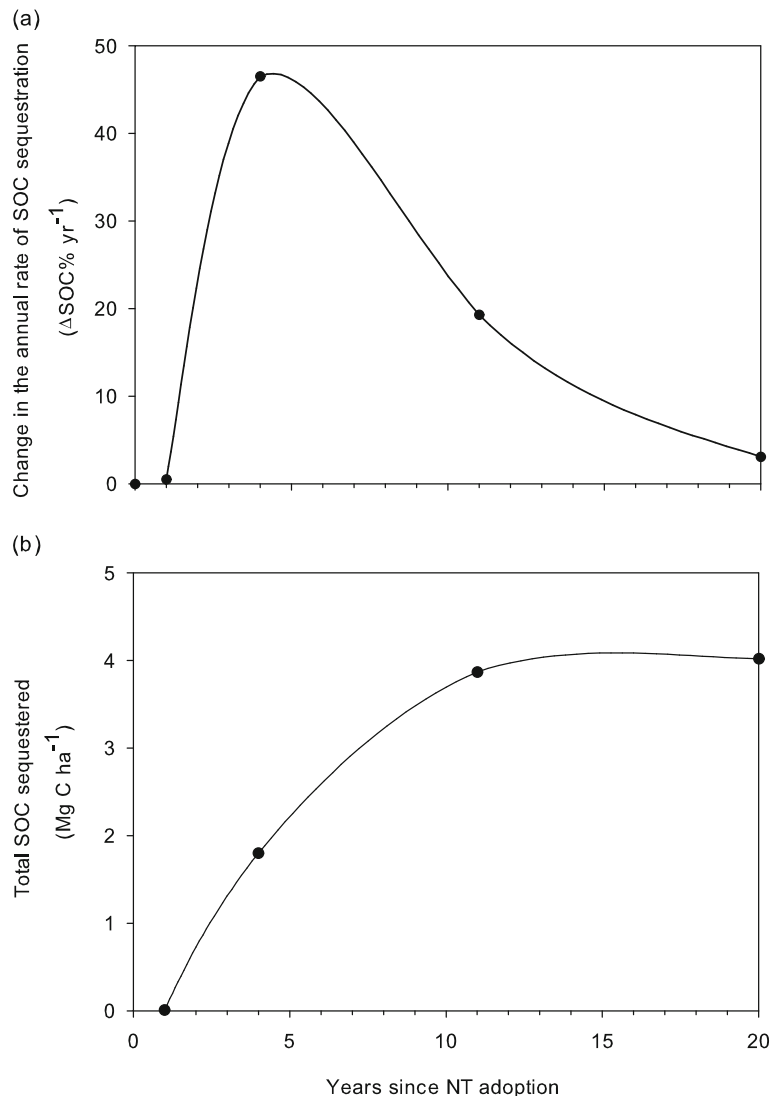 (a)
Change in the annual rate of SOC sequestration
(ΔSOC% yr⁻¹)
50
40
30
20
10
0
(b)
Total SOC sequestered
(Mg C ha⁻¹)
5
4
3
2
1
0
0 5 10 15 20
Years since NT adoption